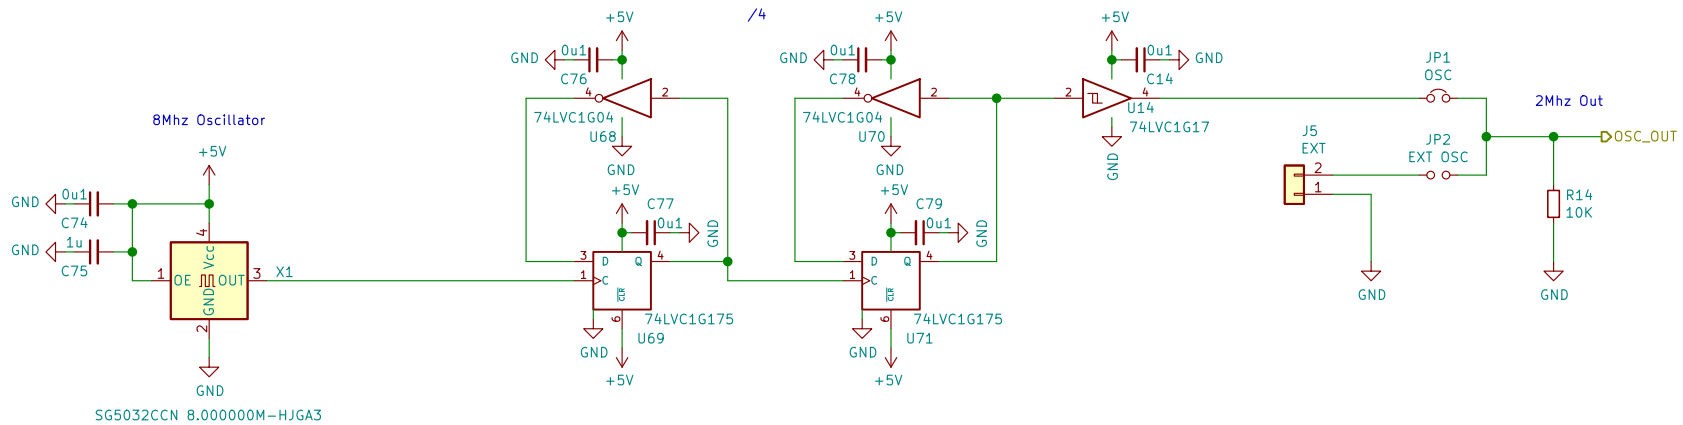 /4
8Mhz Oscillator
2Mhz Out
+5V
GND
0u1
C74
GND
1u
C75
4
Vcc
1
OE
OUT
3
GND
2
X1
GND
SG5032CCN 8.000000M-HJGA3
+5V
GND
0u1
C76
4
2
74LVC1G04
U68
GND
+5V
C77
0u1
GND
3
D
Q
4
1
C
CLR
6
74LVC1G175
U69
GND
+5V
+5V
GND
0u1
C78
4
2
74LVC1G04
U70
GND
+5V
C79
0u1
GND
3
D
Q
4
1
C
CLR
6
74LVC1G175
U71
GND
+5V
+5V
0u1
GND
C14
2
4
U14
74LVC1G17
GND
JP1
OSC
JP2
EXT OSC
J5
EXT
2
1
GND
OSC_OUT
R14
10K
GND